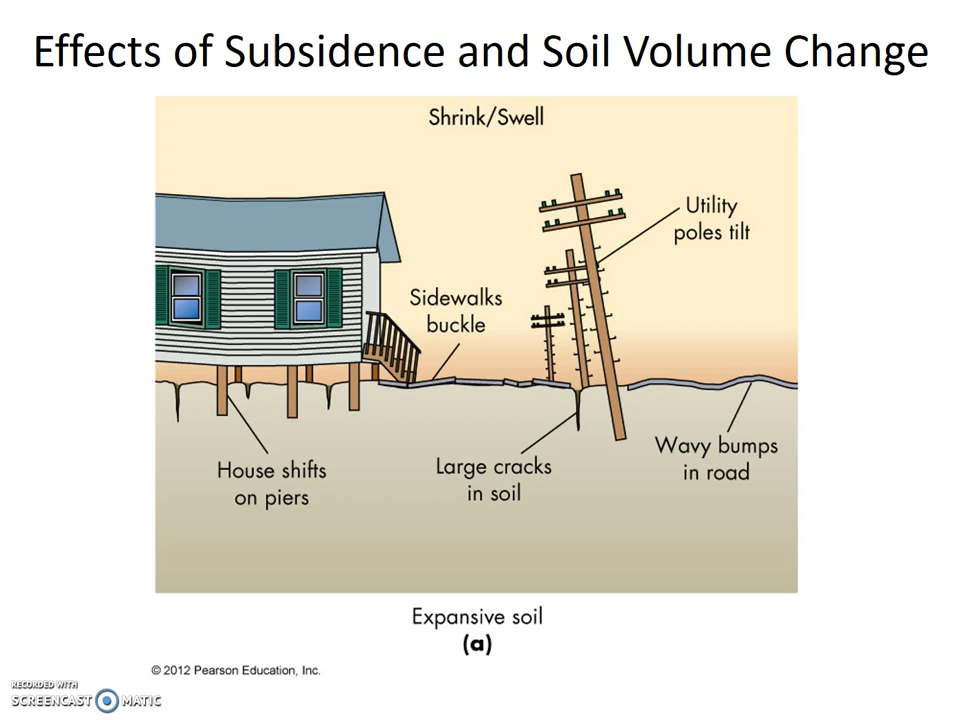 Effects of Subsidence and Soil Volume Change
Shrink/Swell
Utility
poles tilt
Sidewalks
buckle
House shifts
on piers
Large cracks
in soil
Wavy bumps
in road
Expansive soil
(a)
© 2012 Pearson Education, Inc.
RECORDED WITH
SCREENCAST MATIC